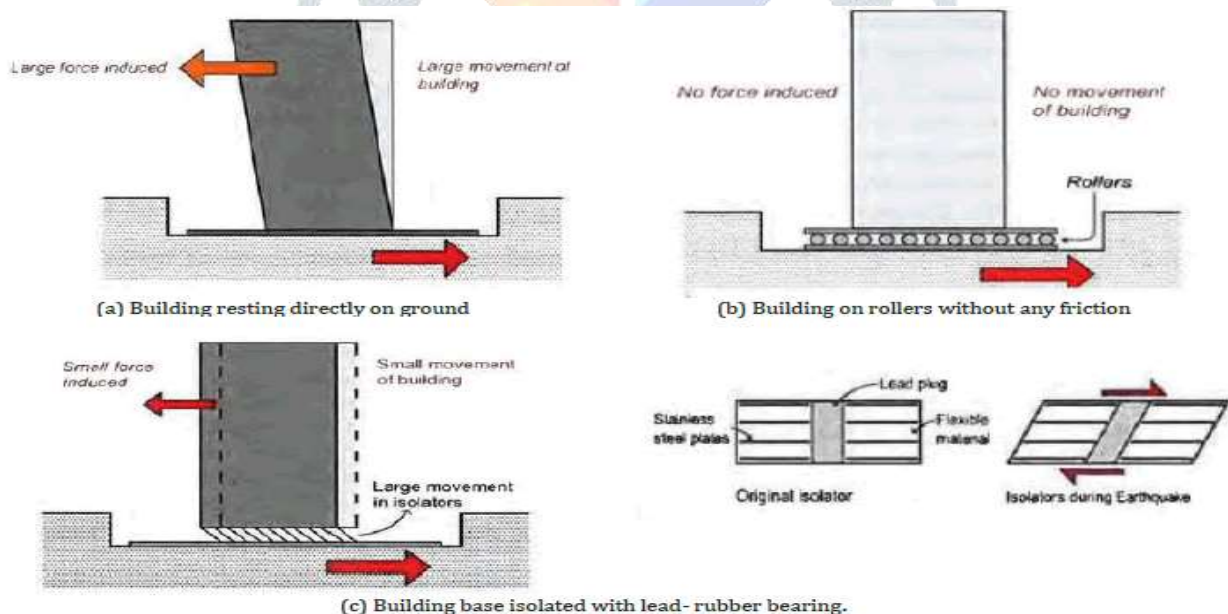 Large force induced
Large movement of
building
No force induced
No movement
of building
Rollers
(a) Building resting directly on ground
(b) Building on rollers without any friction
Small force
induced
Small movement
of building
Large movement
in isolators
Lead plug
Stainless
steel plates
Flexible
material
Original isolator
Isolators during Earthquake
(c) Building base isolated with lead- rubber bearing.